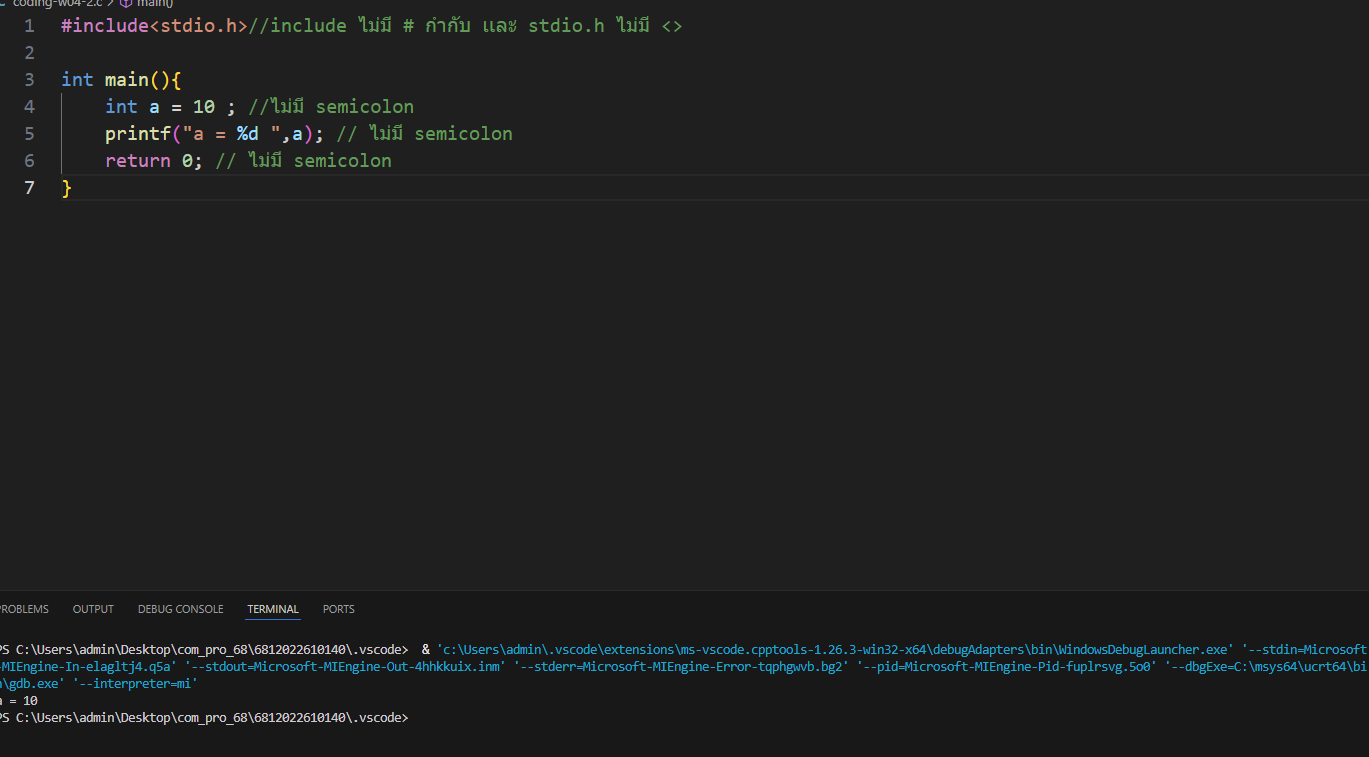 coding-w04-2.c > main()
1 #include<stdio.h>//include ไม่มี # กำกับ และ stdio.h ไม่มี <>
2
3 int main(){
4 int a = 10 ; //ไม่มี semicolon
5 printf("a = %d ",a); // ไม่มี semicolon
6 return 0; // ไม่มี semicolon
7 }
PROBLEMS OUTPUT DEBUG CONSOLE TERMINAL PORTS
PS C:\Users\admin\Desktop\com_pro_68\6812022610140\.vscode> & 'c:\Users\admin\.vscode\extensions\ms-vscode.cpptools-1.26.3-win32-x64\debugAdapters\bin\WindowsDebugLauncher.exe' '--stdin=Microsoft
-MIEngine-In-elagltj4.q5a' '--stdout=Microsoft-MIEngine-Out-4hhkkuix.inm' '--stderr=Microsoft-MIEngine-Error-tqphgwvb.bg2' '--pid=Microsoft-MIEngine-Pid-fuplrsvg.5o0' '--dbgExe=C:\msys64\ucrt64\bi
n\gdb.exe' '--interpreter=mi'
a = 10
PS C:\Users\admin\Desktop\com_pro_68\6812022610140\.vscode>